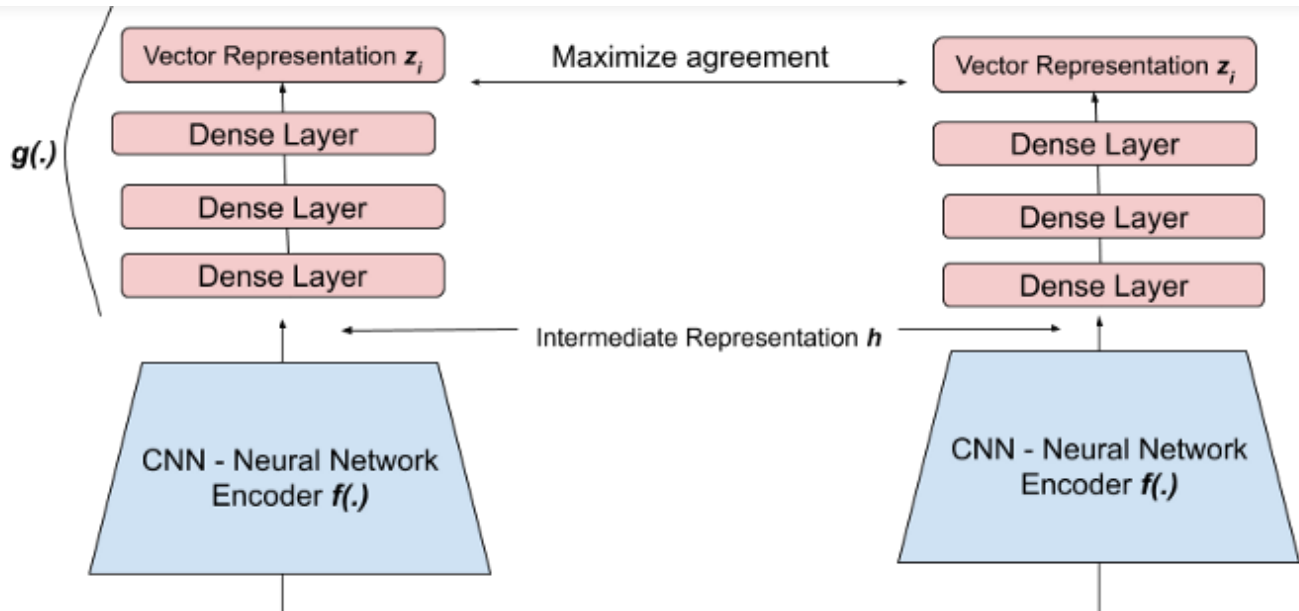 Vector Representation z_i
Maximize agreement
Vector Representation z_i
Dense Layer
Dense Layer
g(.)
Dense Layer
Dense Layer
Dense Layer
Dense Layer
Intermediate Representation h
CNN - Neural Network
Encoder f(.)
CNN - Neural Network
Encoder f(.)